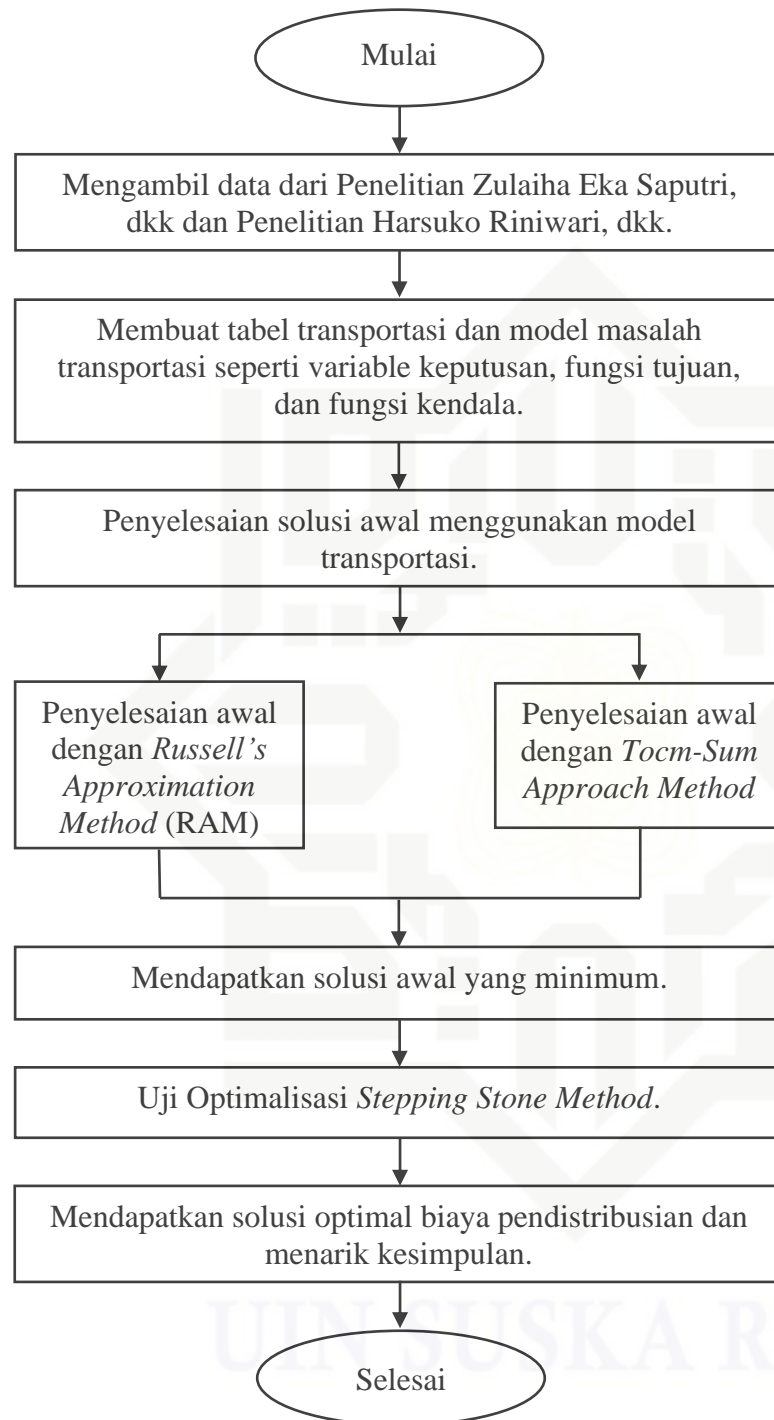 Mulai
Mengambil data dari Penelitian Zulaiha Eka Saputri,
dkk dan Penelitian Harsuko Riniwari, dkk.
Membuat tabel transportasi dan model masalah
transportasi seperti variable keputusan, fungsi tujuan,
dan fungsi kendala.
Penyelesaian solusi awal menggunakan model
transportasi.
Penyelesaian awal
dengan Russell’s
Approximation
Method (RAM)
Penyelesaian awal
dengan Tocm-Sum
Approach Method
Mendapatkan solusi awal yang minimum.
Uji Optimalisasi Stepping Stone Method.
Mendapatkan solusi optimal biaya pendistribusian dan
menarik kesimpulan.
UIN SUSKA R
Selesai